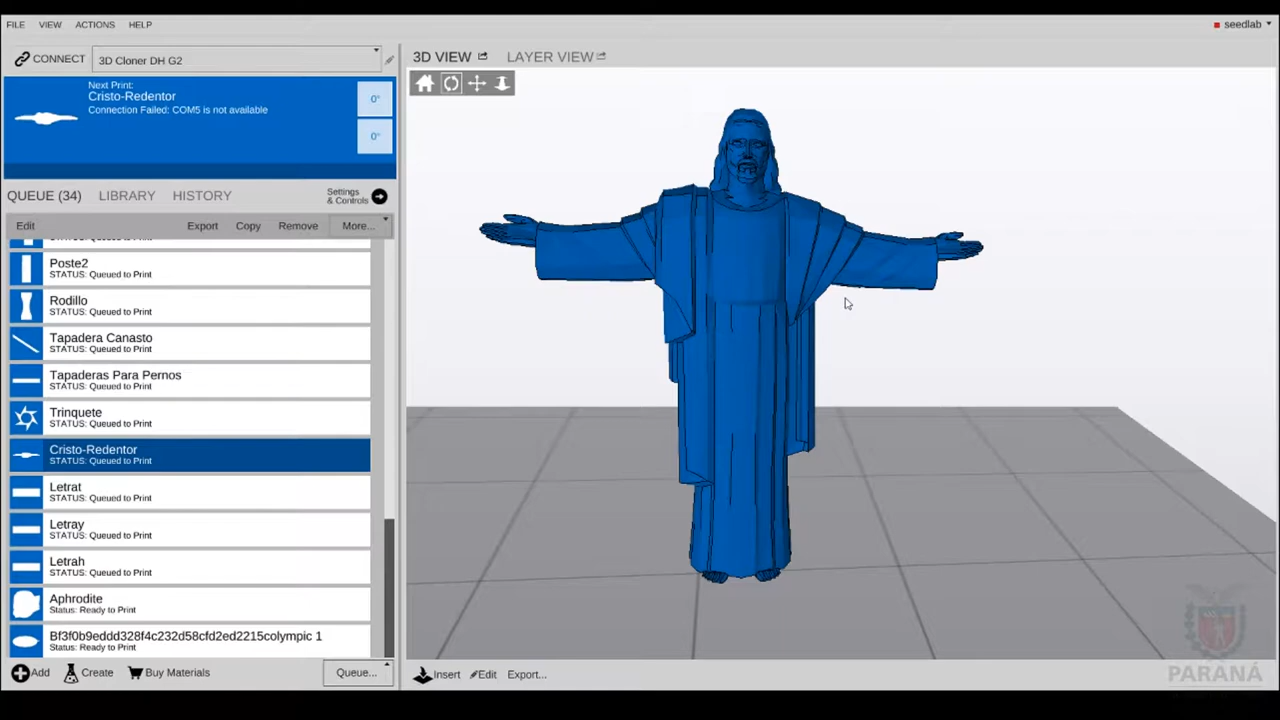 FILE VIEW ACTIONS HELP
seedlab
CONNECT 3D Cloner DH G2
3D VIEW LAYER VIEW
Next Print:
Cristo-Redentor
Connection Failed: COM5 is not available
0°
0°
QUEUE (34) LIBRARY HISTORY
Settings
& Controls
Edit Export Copy Remove More...
STATUS: Queued to Print
Poste2
STATUS: Queued to Print
Rodillo
STATUS: Queued to Print
Tapadera Canasto
STATUS: Queued to Print
Tapaderas Para Pernos
STATUS: Queued to Print
Trinquete
STATUS: Queued to Print
Cristo-Redentor
STATUS: Queued to Print
Letrat
STATUS: Queued to Print
Letray
STATUS: Queued to Print
Letrah
STATUS: Queued to Print
Aphrodite
Status: Ready to Print
Bf3f0b9eddd328f4c232d58cfd2ed2215colympic 1
Status: Ready to Print
Add Create Buy Materials Queue...
Insert Edit Export...
PARANÁ